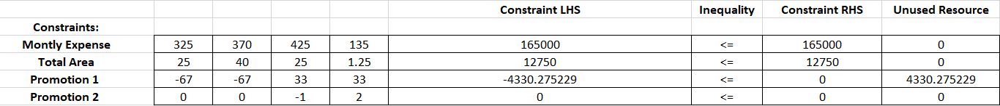 Constraint LHS Inequality Constraint RHS Unused Resource
Constraints:
Montly Expense 325 370 425 135 165000 <= 165000 0
Total Area 25 40 25 1.25 12750 <= 12750 0
Promotion 1 -67 -67 33 33 -4330.275229 <= 0 4330.275229
Promotion 2 0 0 -1 2 0 <= 0 0